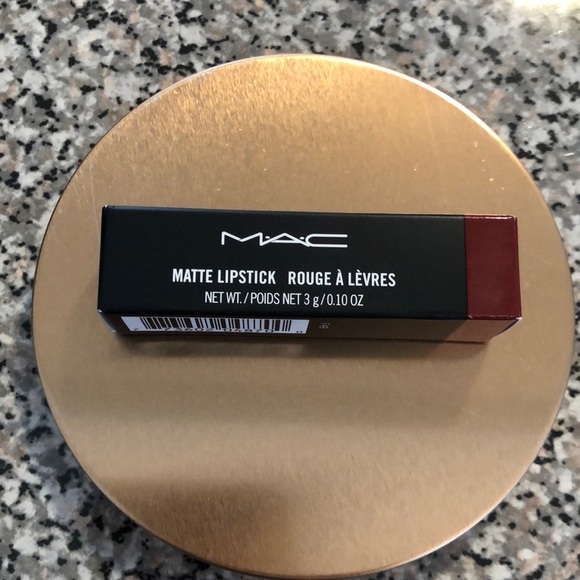 M·A·C
MATTE LIPSTICK ROUGE À LÈVRES
NET WT. / POIDS NET 3 g / 0.10 OZ